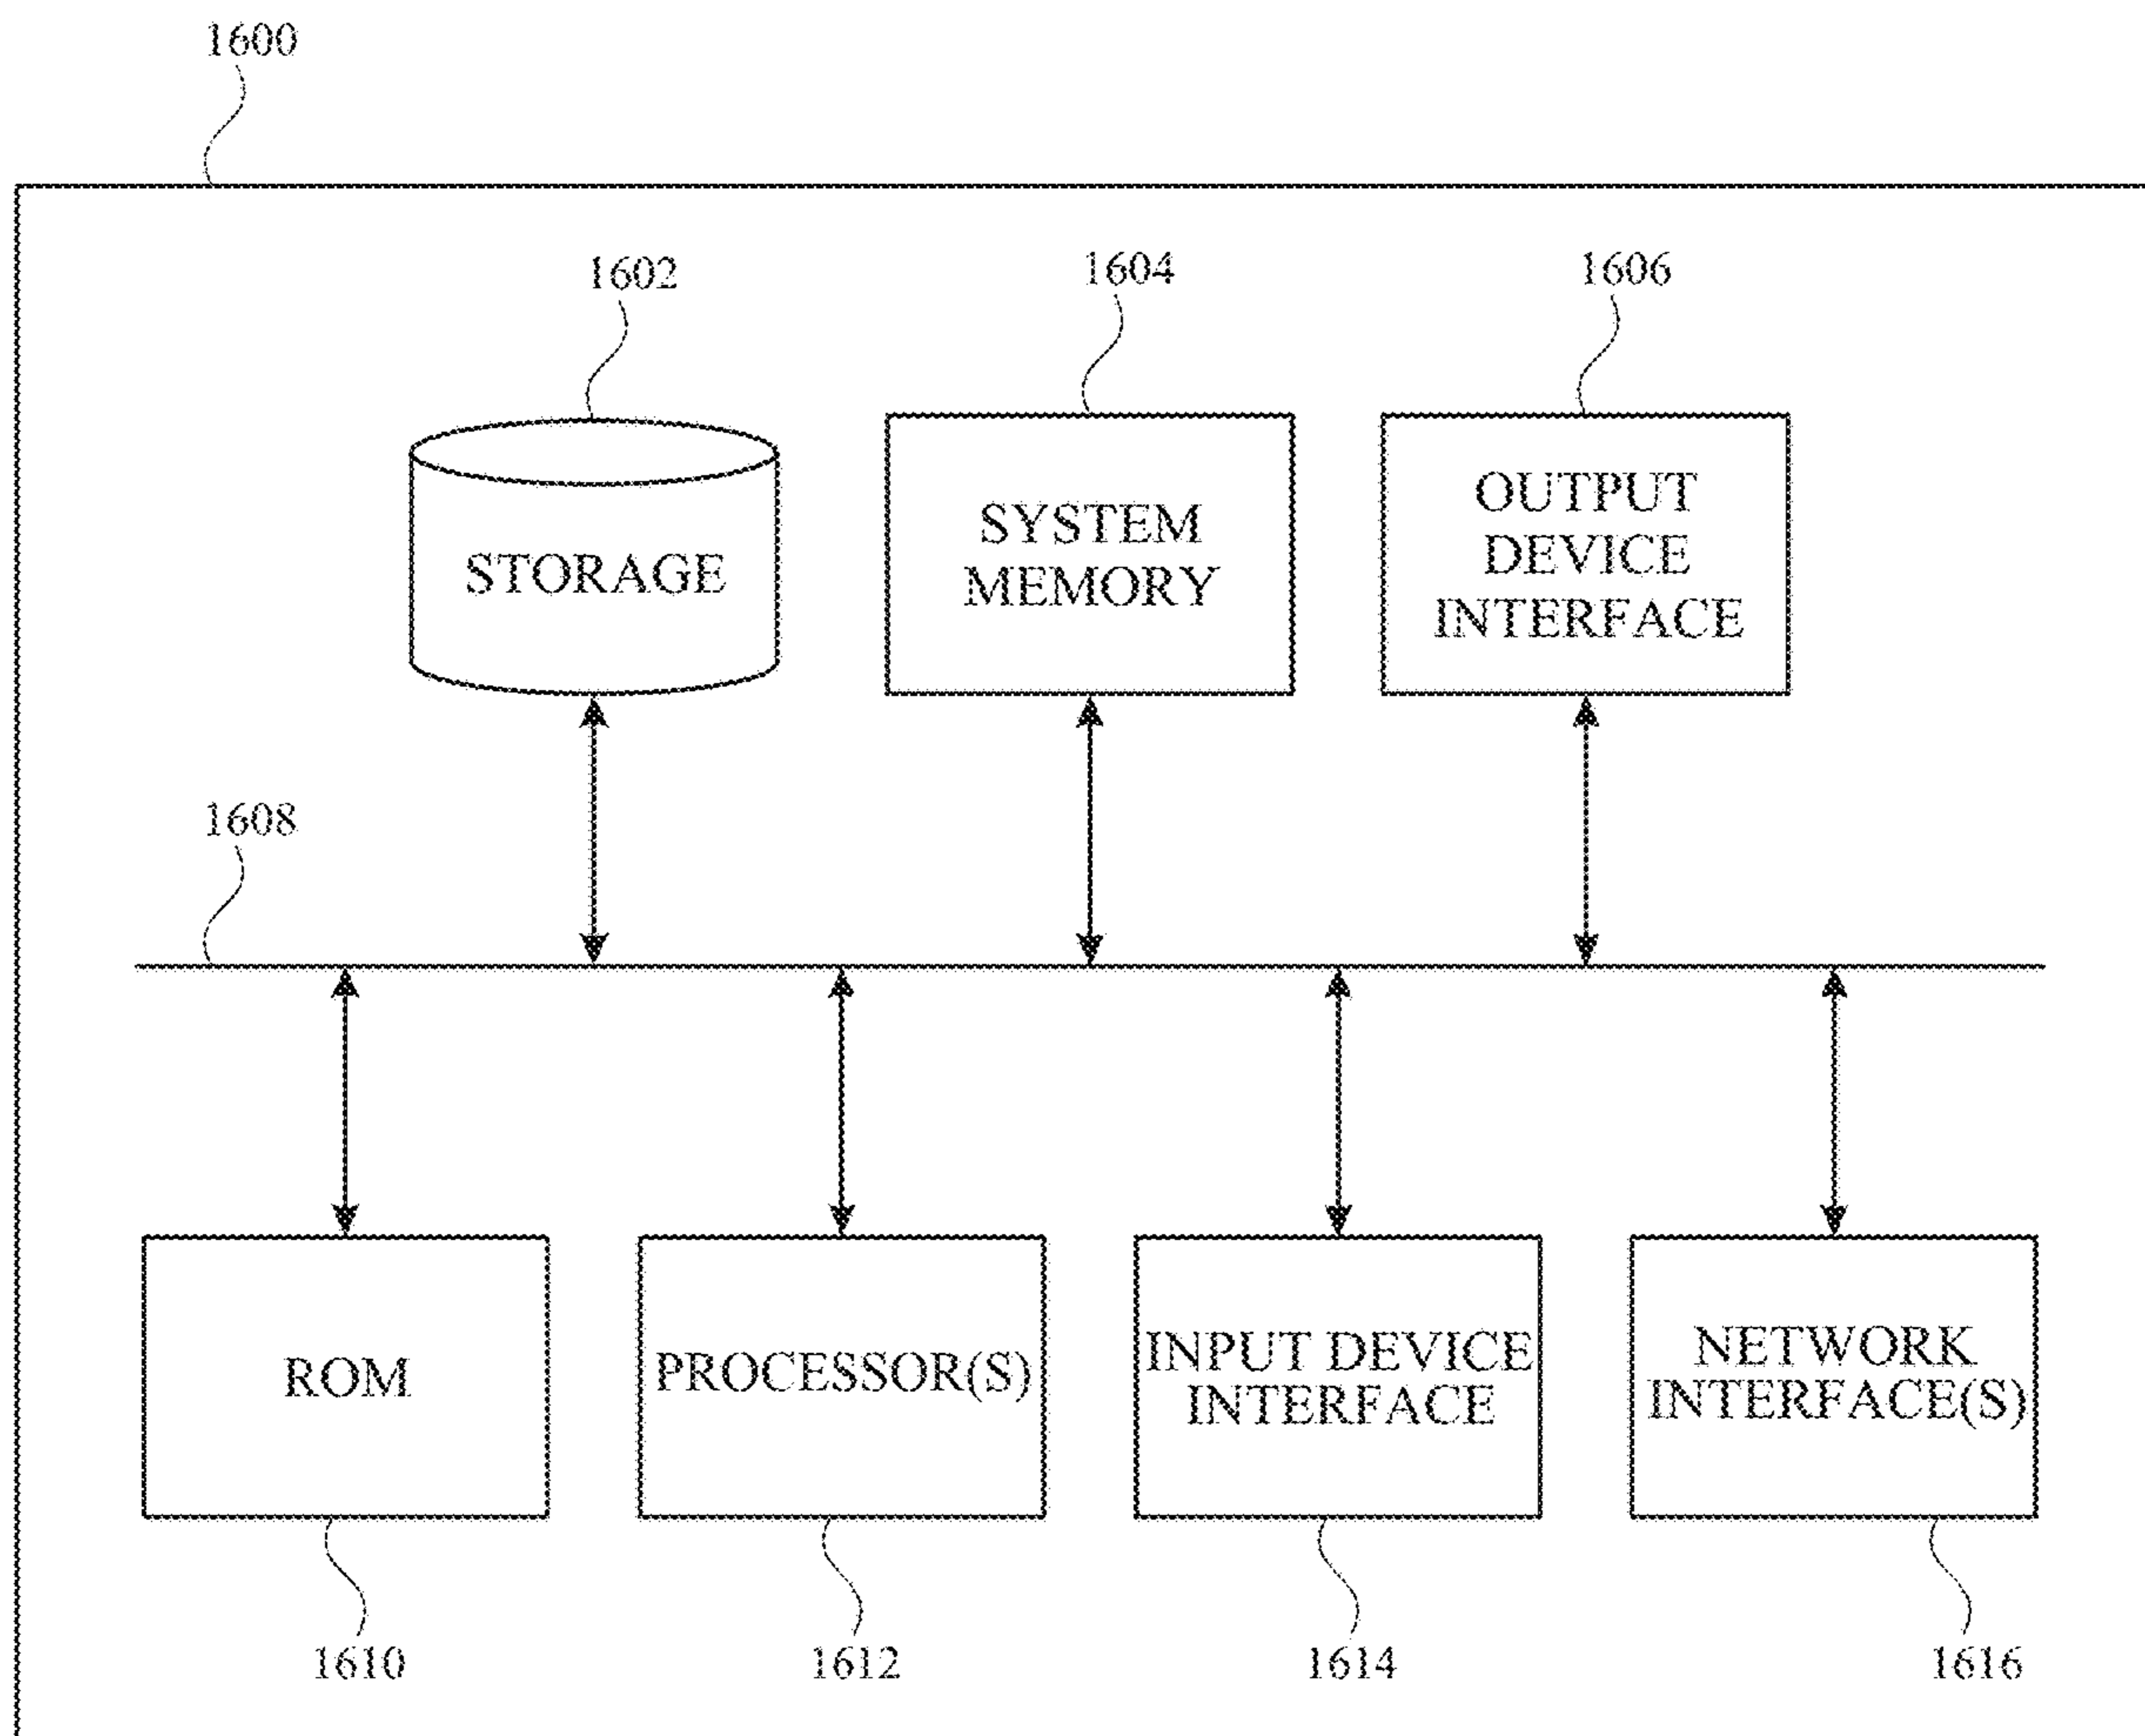 1600
1602
1604
1606
STORAGE
SYSTEM
MEMORY
OUTPUT
DEVICE
INTERFACE
1608
ROM
PROCESSOR(S)
INPUT DEVICE
INTERFACE
NETWORK
INTERFACE(S)
1610
1612
1614
1616